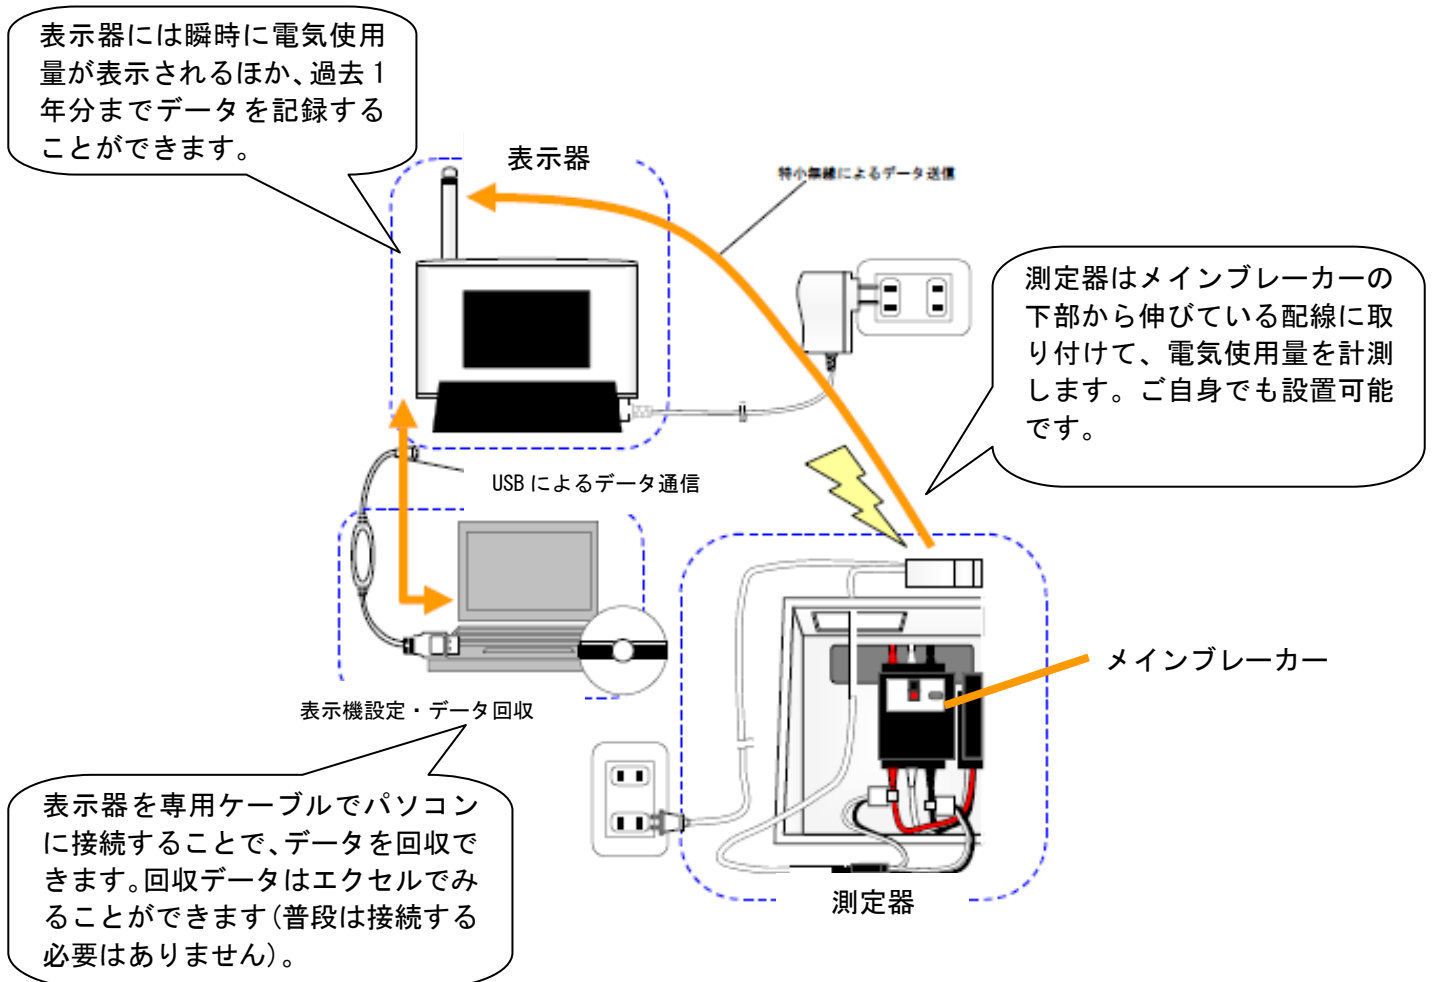 表示器には瞬時に電気使用
量が表示されるほか、過去1
年分までデータを記録する
ことができます。
表示器
特小無線によるデータ送信
測定器はメインブレーカーの
下部から伸びている配線に取
り付けて、電気使用量を計測
します。ご自身でも設置可能
です。
USBによるデータ通信
メインブレーカー
表示機設定・データ回収
表示器を専用ケーブルでパソコン
に接続することで、データを回収で
きます。回収データはエクセルでみ
ることができます(普段は接続する
必要はありません)。
測定器